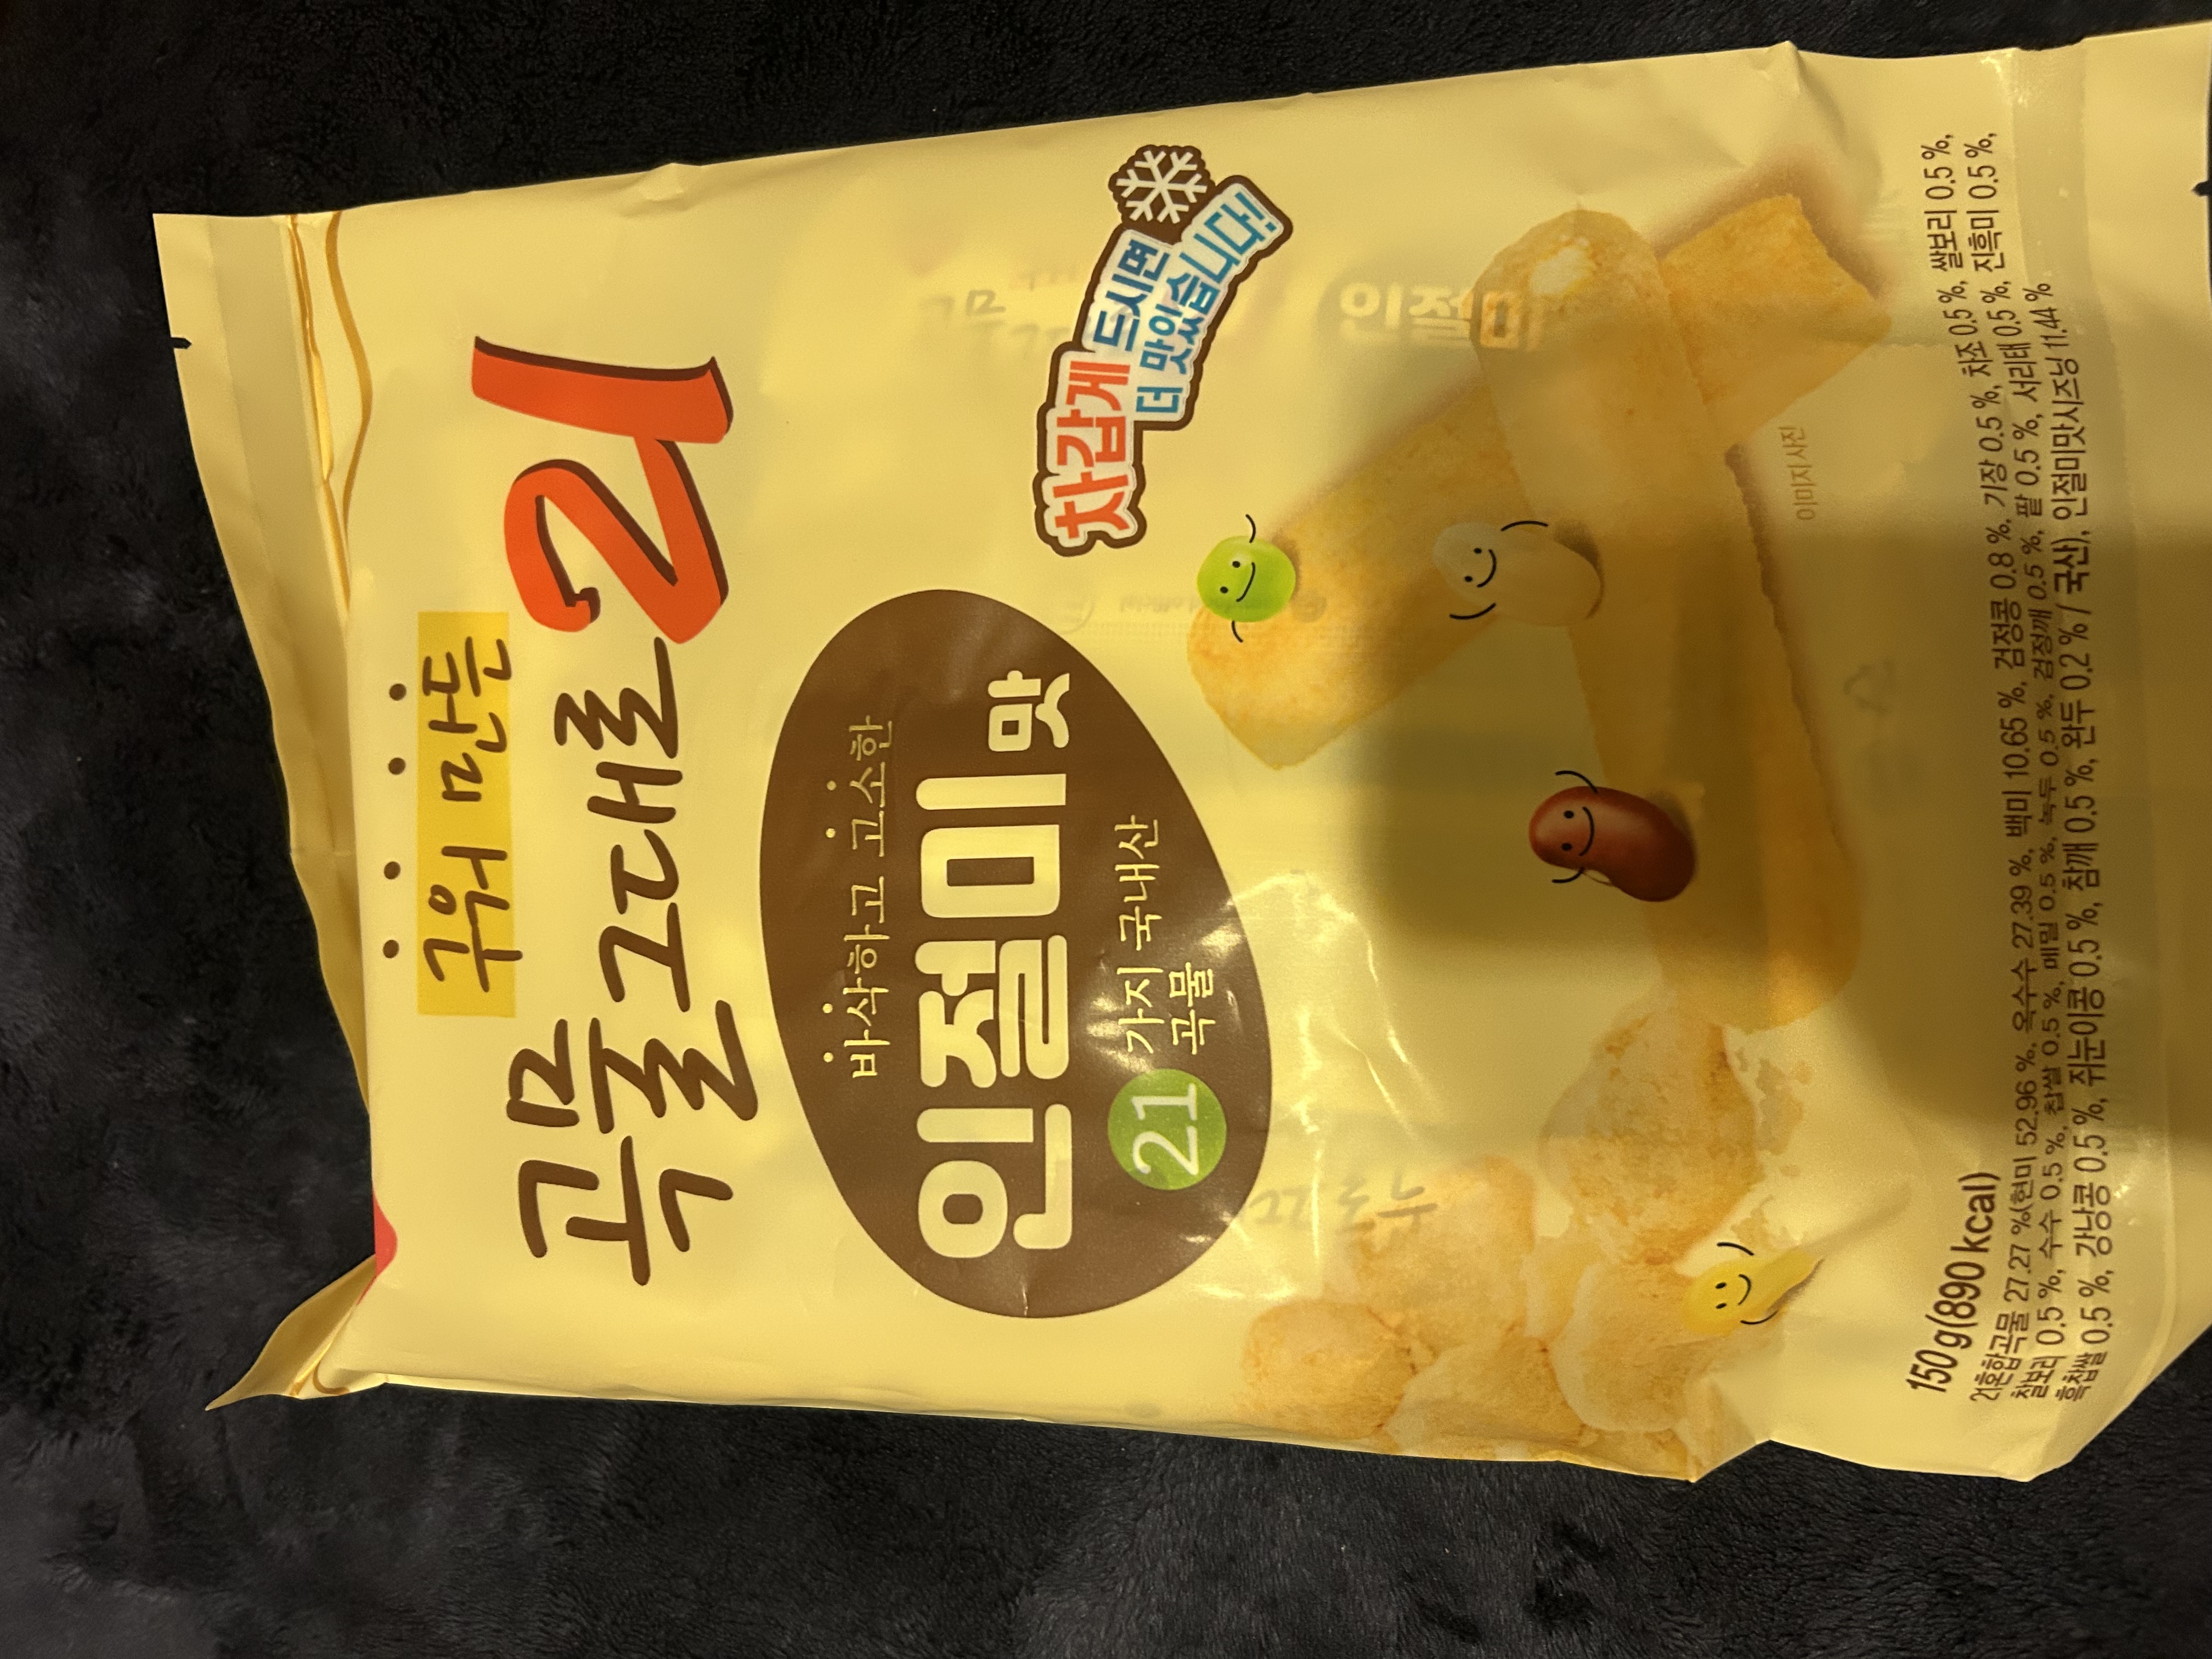 구워 만든
곡물그대로21
바삭하고 고소한
인절미맛
21가지 국내산
곡물
차갑게 드시면
더 맛있습니다!
인절미
이미지 사진
150 g(890 kcal)
21혼합곡물 27.27 %(현미 52.96 %, 옥수수 27.39 %, 백미 10.65 %, 검정콩 0.8 %, 기장 0.5 %, 차조 0.5 %, 쌀보리 0.5 %,
찰보리 0.5 %, 수수 0.5 %, 찹쌀 0.5 %, 메밀 0.5 %, 녹두 0.5 %, 검정깨 0.5 %, 팥 0.5 %, 서리태 0.5 %, 진흑미 0.5 %,
흑찹쌀 0.5 %, 강낭콩 0.5 %, 쥐눈이콩 0.5 %, 참깨 0.5 %, 완두 0.2 % / 국산), 인절미맛시즈닝 11.44 %